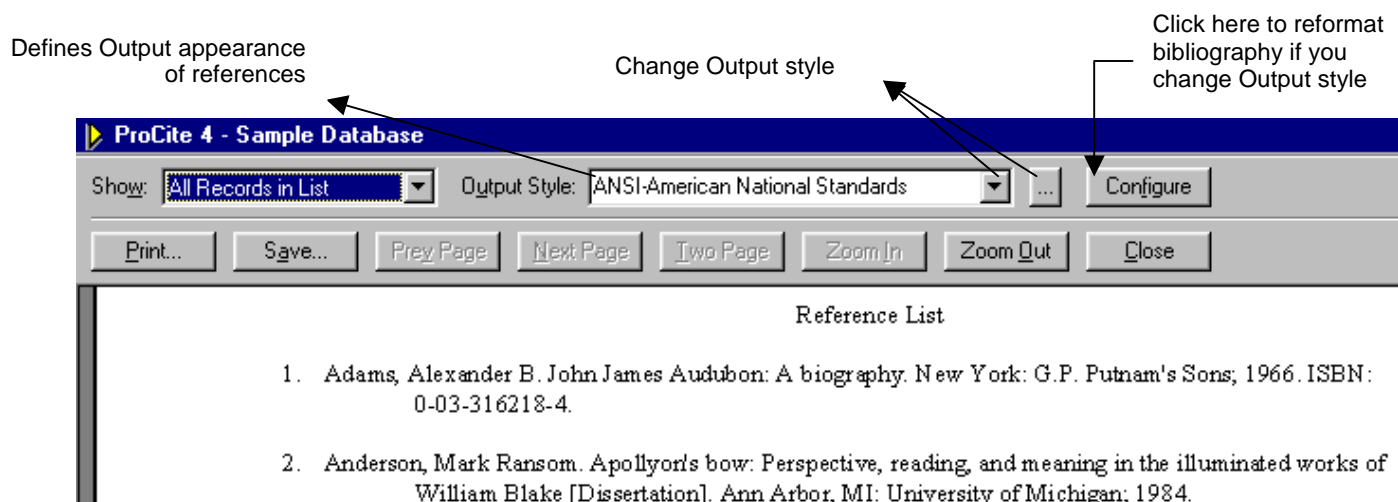 Defines Output appearance
of references
Change Output style
Click here to reformat
bibliography if you
change Output style
ProCite 4 - Sample Database
Show: All Records in List Output Style: ANSI-American National Standards ... Configure
Print... Save... Prev Page Next Page Two Page Zoom In Zoom Out Close
Reference List
1. Adams, Alexander B. John James Audubon: A biography. New York: G.P. Putnam's Sons; 1966. ISBN:
0-03-316218-4.
2. Anderson, Mark Ransom. Apollyon's bow: Perspective, reading, and meaning in the illuminated works of
William Blake [Dissertation]. Ann Arbor, MI: University of Michigan; 1984.